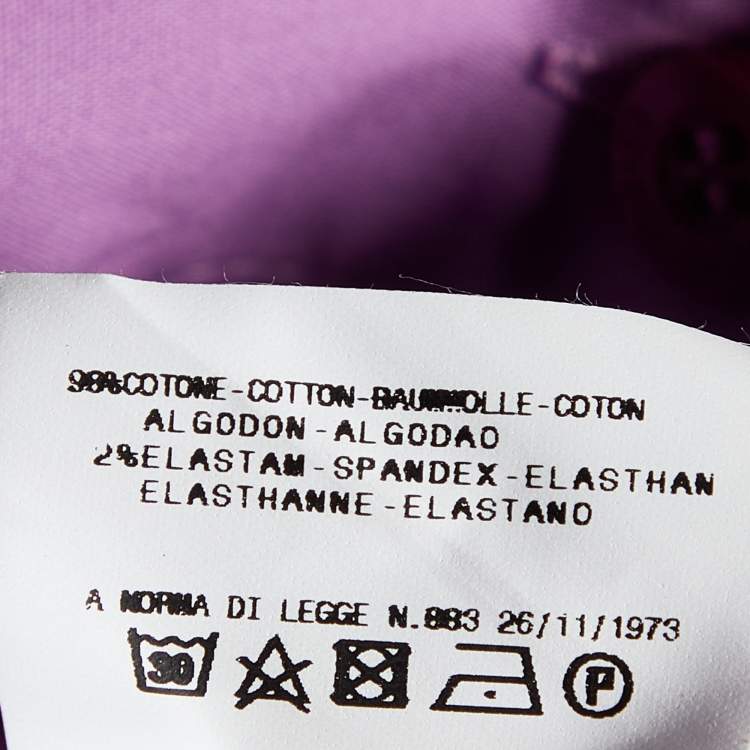 98%COTONE-COTTON-BAUMWOLLE-COTON
ALGODON-ALGODAO
2%ELASTAM-SPANDEX-ELASTHAN
ELASTHANNE-ELASTANO
A NORMA DI LEGGE N.883 26/11/1973
30 P